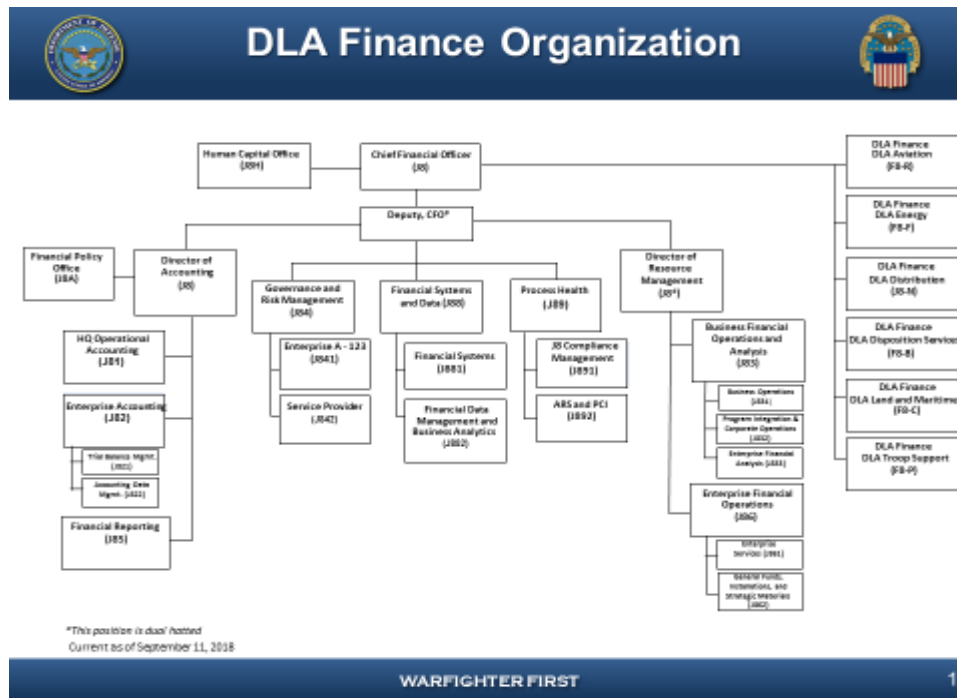 DLA Finance Organization
Human Capital Office
(J8H)
Chief Financial Officer
(J8)
DLA Finance
DLA Aviation
(F8-R)
Deputy, CFO*
DLA Finance
DLA Energy
(F8-F)
Financial Policy
Office
(J8A)
Director of
Accounting
(J8)
Director of
Resource
Management
(J8*)
DLA Finance
DLA Distribution
(J8-N)
Governance and
Risk Management
(J84)
Financial Systems
and Data (J88)
Process Health
(J89)
HQ Operational
Accounting
(J81)
Enterprise A - 123
(J841)
Financial Systems
(J881)
J8 Compliance
Management
(J891)
Business Financial
Operations and
Analysis
(J83)
DLA Finance
DLA Disposition Services
(F8-B)
Enterprise Accounting
(J82)
Service Provider
(J842)
Financial Data
Management and
Business Analytics
(J882)
ABS and PCI
(J892)
Business Operations
(J831)
Program Integration &
Corporate Operations
(J832)
Enterprise Financial
Analysis (J833)
DLA Finance
DLA Land and Maritime
(F8-C)
Trial Balance Mgmt.
(J821)
Accounting Data
Mgmt. (J822)
DLA Finance
DLA Troop Support
(F8-P)
Financial Reporting
(J85)
Enterprise Financial
Operations
(J86)
Enterprise
Services (J861)
General Funds,
and
Strategic Materials
(J862)
*This position is dual hatted
Current as of September 11, 2018
WARFIGHTER FIRST
1